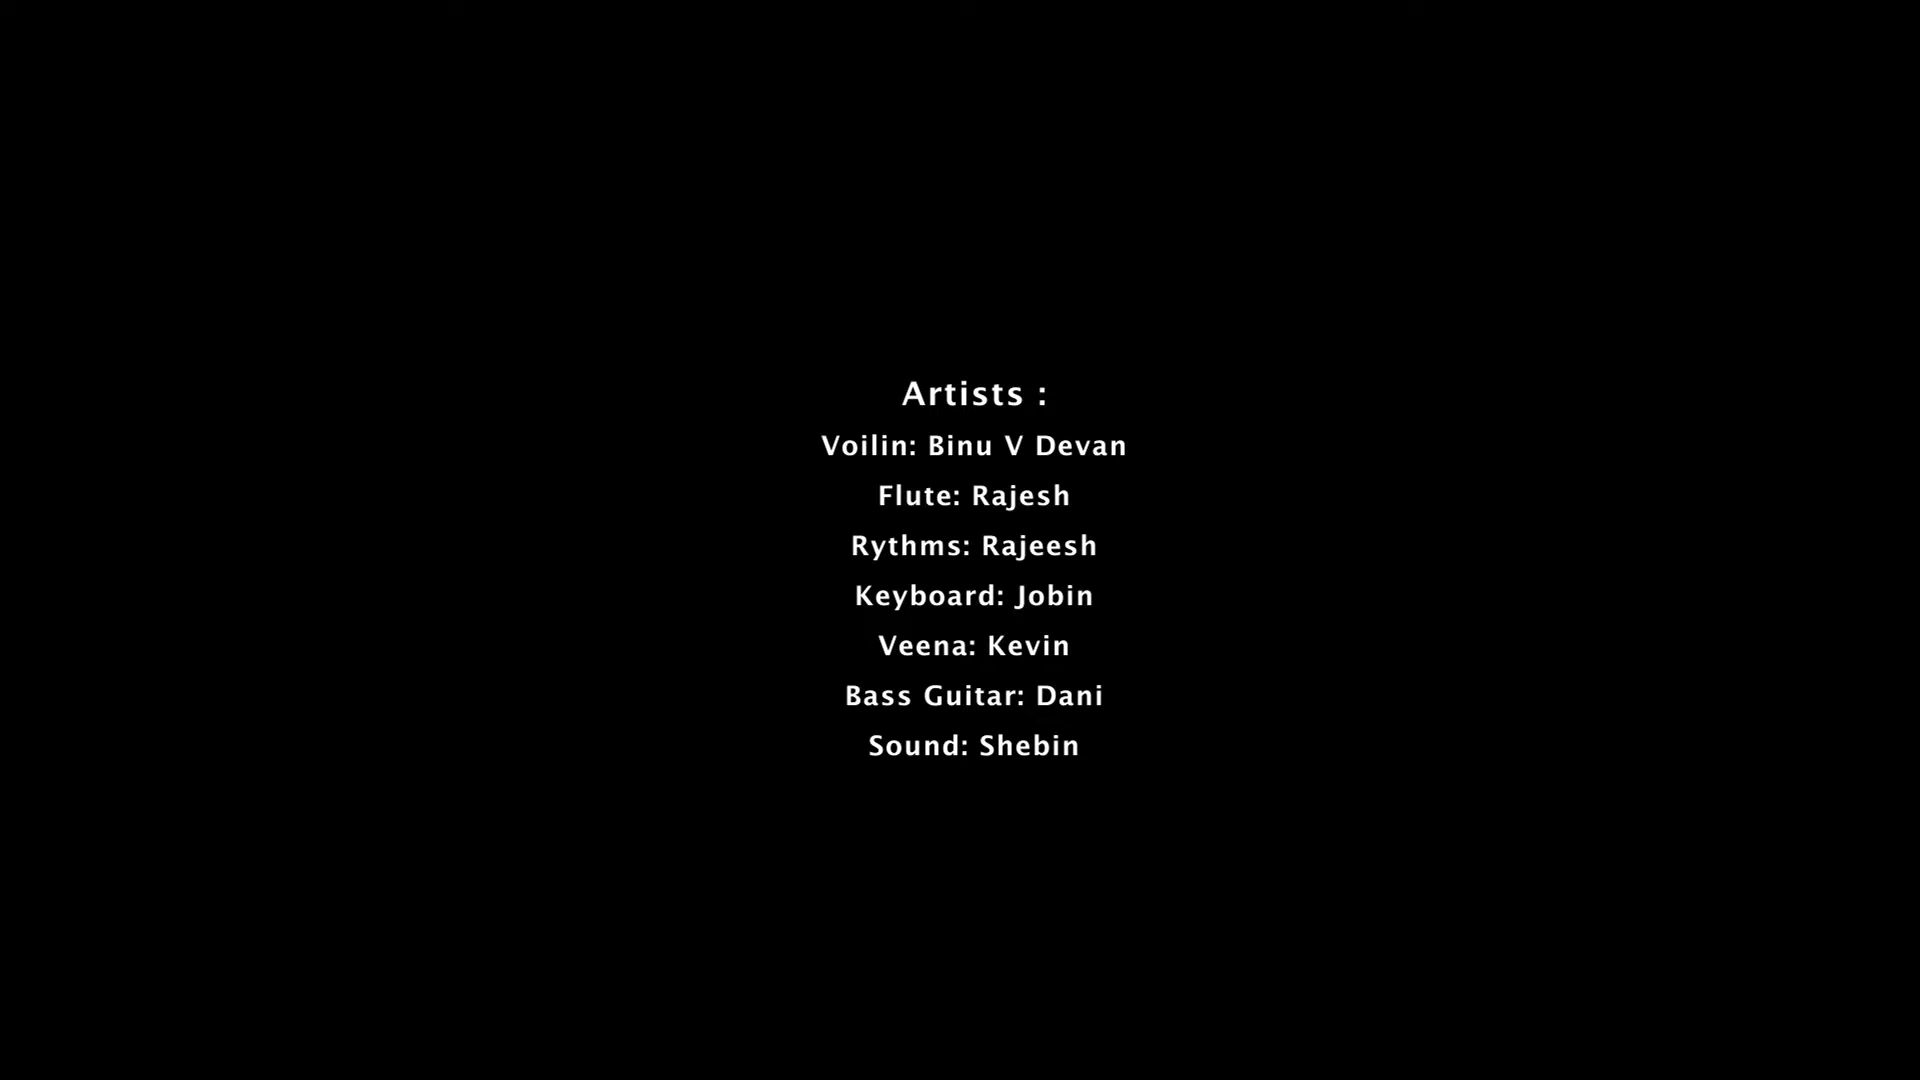 Artists :
Voilin: Binu V Devan
Flute: Rajesh
Rythms: Rajeesh
Keyboard: Jobin
Veena: Kevin
Bass Guitar: Dani
Sound: Shebin